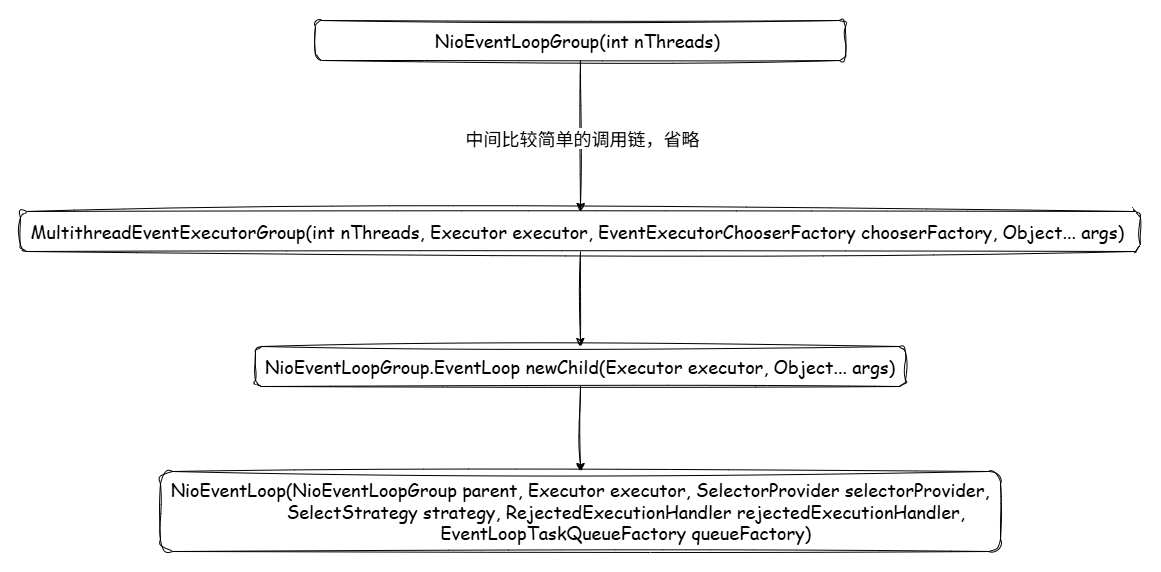 NioEventLoopGroup(int nThreads)
中间比较简单的调用链，省略
MultithreadEventExecutorGroup(int nThreads, Executor executor, EventExecutorChooserFactory chooserFactory, Object... args)
NioEventLoopGroup.EventLoop newChild(Executor executor, Object... args)
NioEventLoop(NioEventLoopGroup parent, Executor executor, SelectorProvider selectorProvider,
SelectStrategy strategy, RejectedExecutionHandler rejectedExecutionHandler,
EventLoopTaskQueueFactory queueFactory)